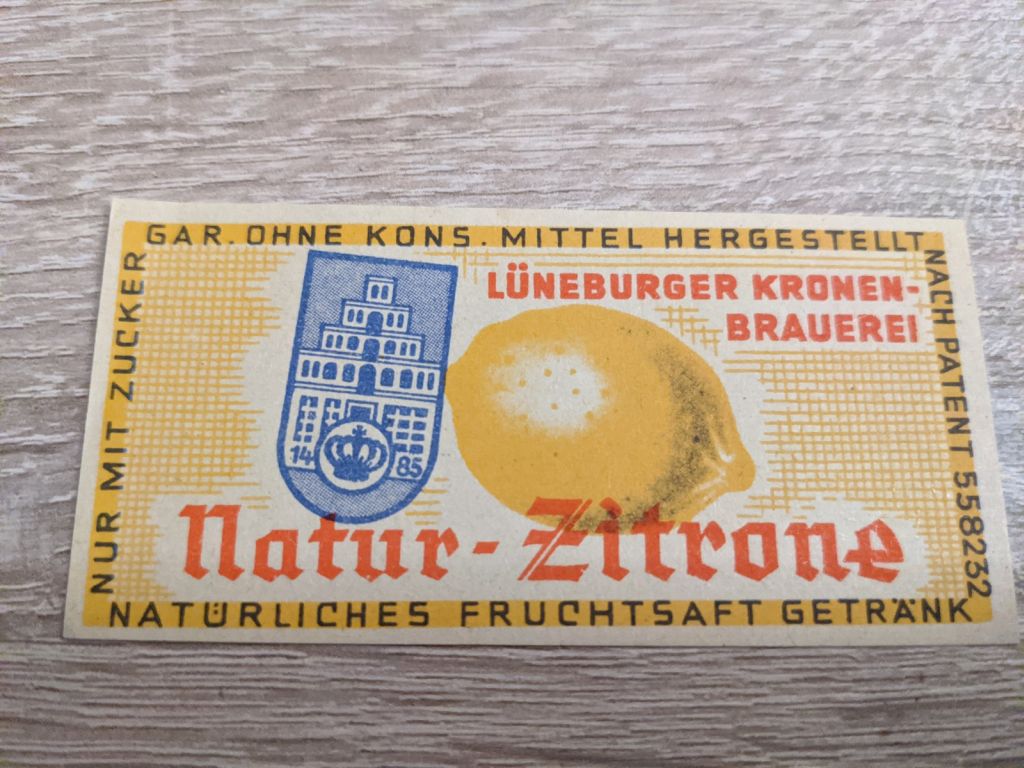 GAR. OHNE KONS. MITTEL HERGESTELLT
NACH PATENT 558232
NUR MIT ZUCKER
LÜNEBURGER KRONEN-
BRAUEREI
14 85
Natur-Zitrone
NATÜRLICHES FRUCHTSAFT GETRÄNK